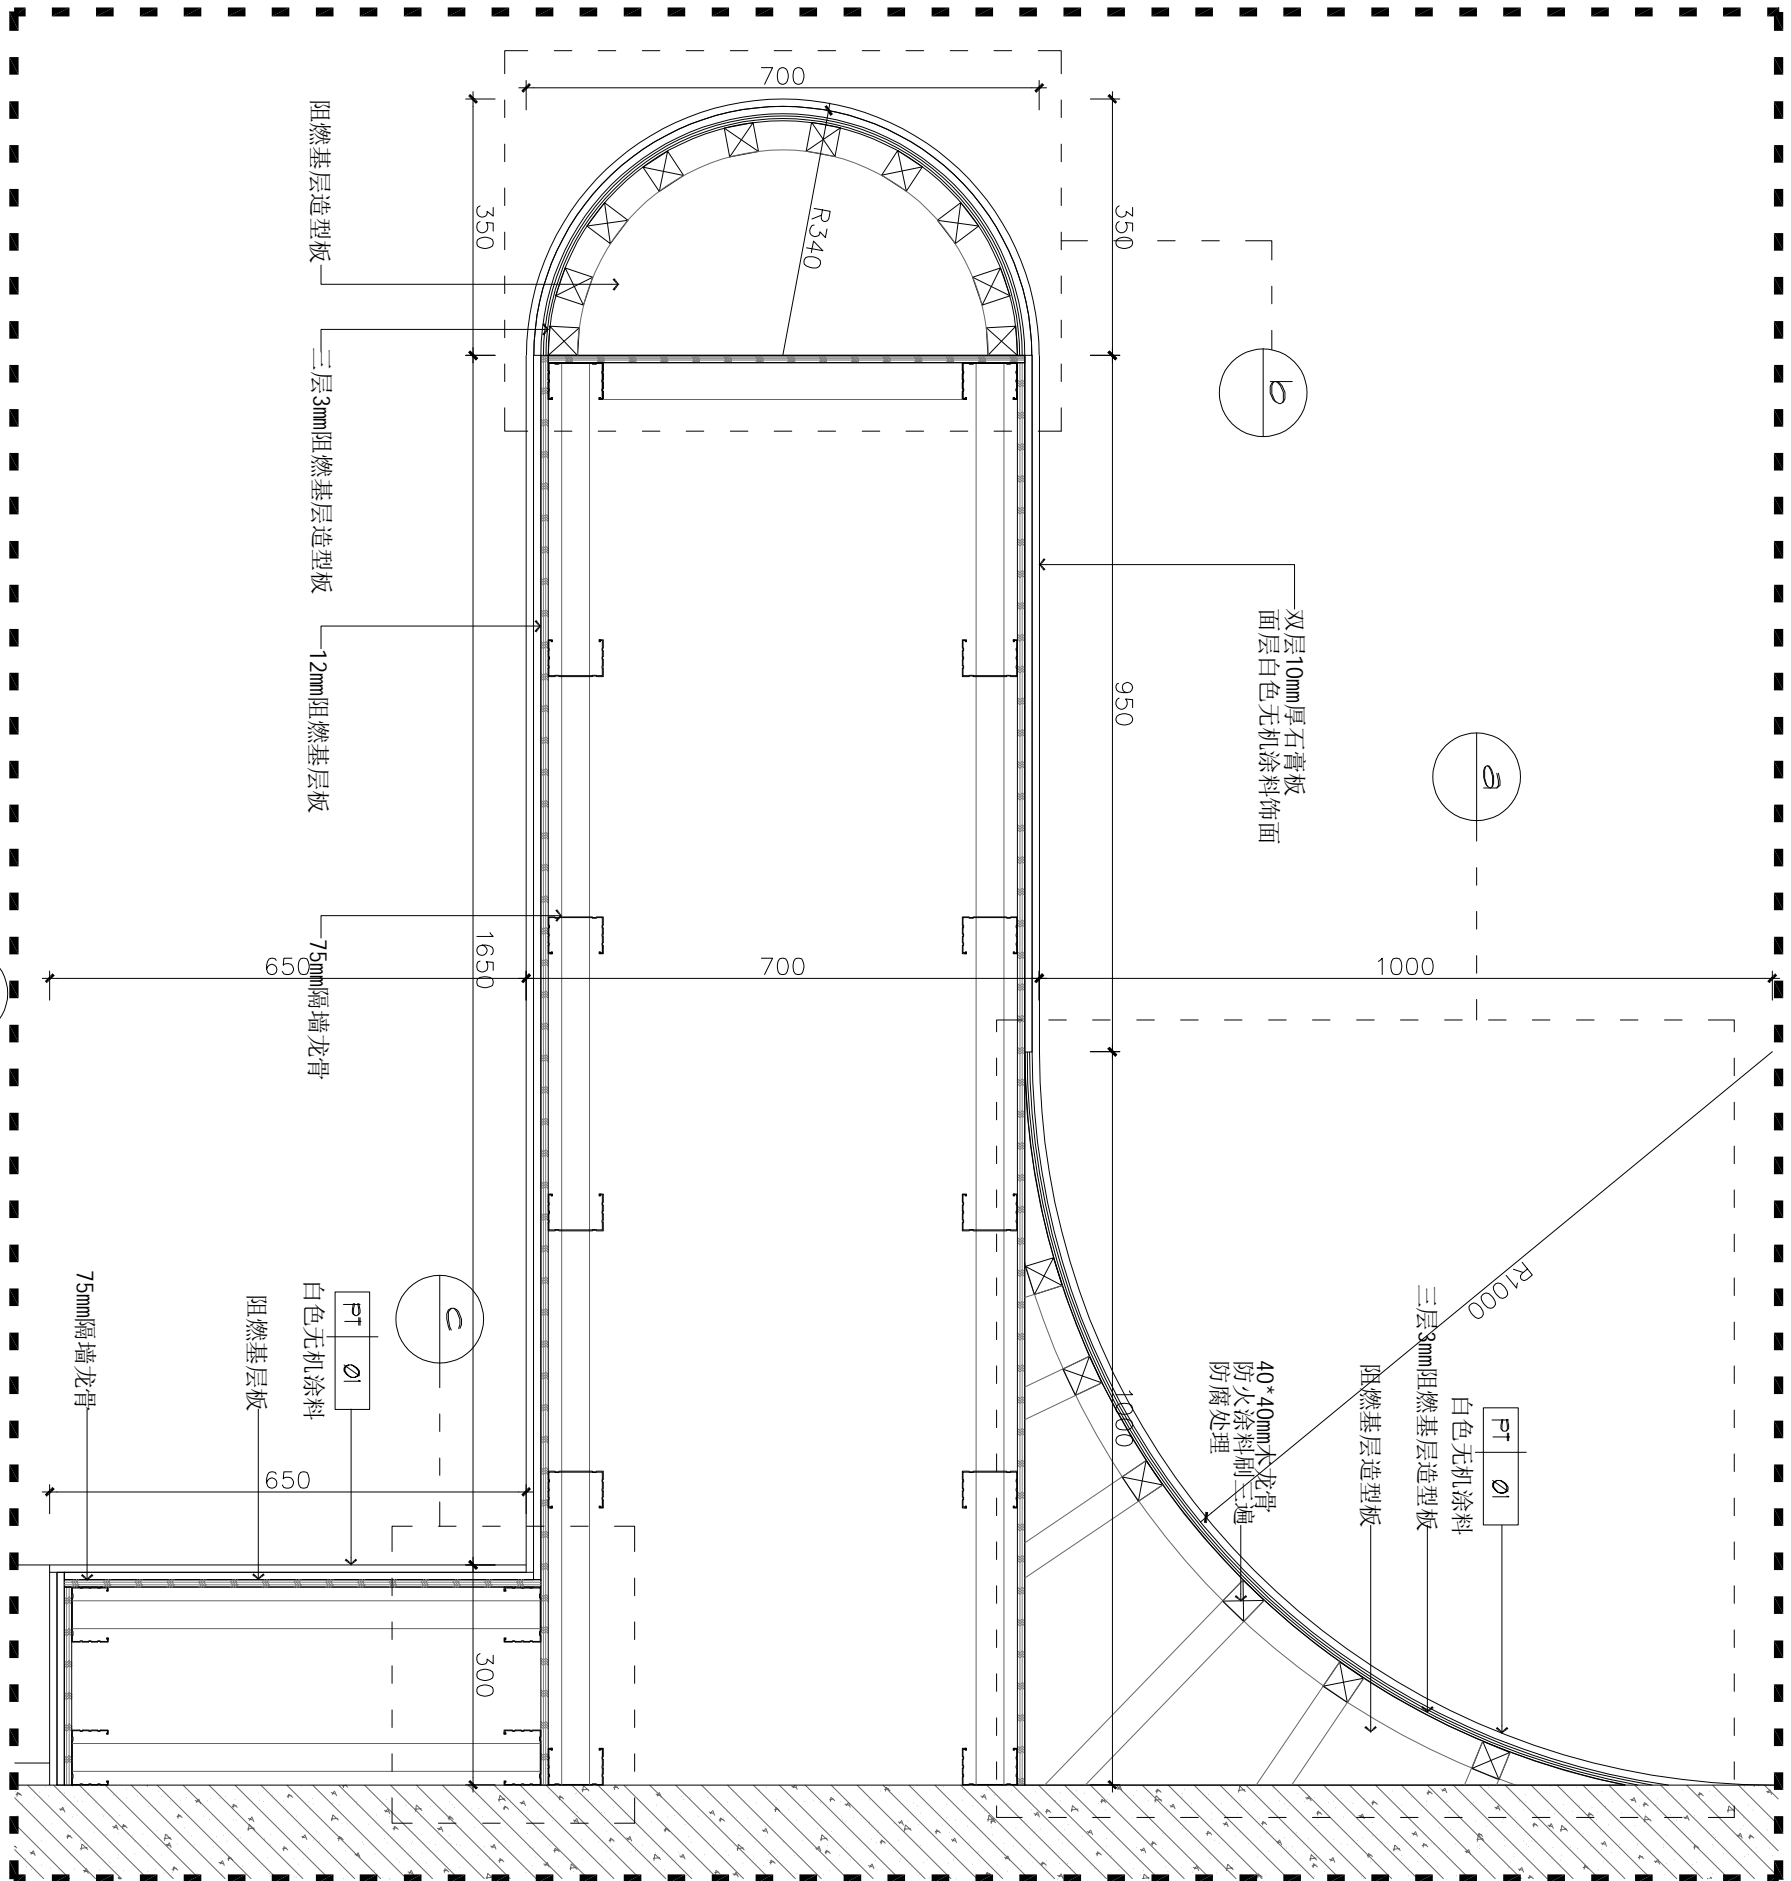 700
350
350
R340
阻燃基层造型板
三层3mm阻燃基层造型板
12mm阻燃基层板
75mm隔墙龙骨
b
双层10mm厚石膏板
面层白色无机涂料饰面
950
a
1650
650
700
1000
R1000
1000
40*40mm木龙骨
防火涂料刷三遍
防腐处理
阻燃基层造型板
三层3mm阻燃基层造型板
白色无机涂料
PT 01
c
PT 01
白色无机涂料
阻燃基层板
75mm隔墙龙骨
650
300